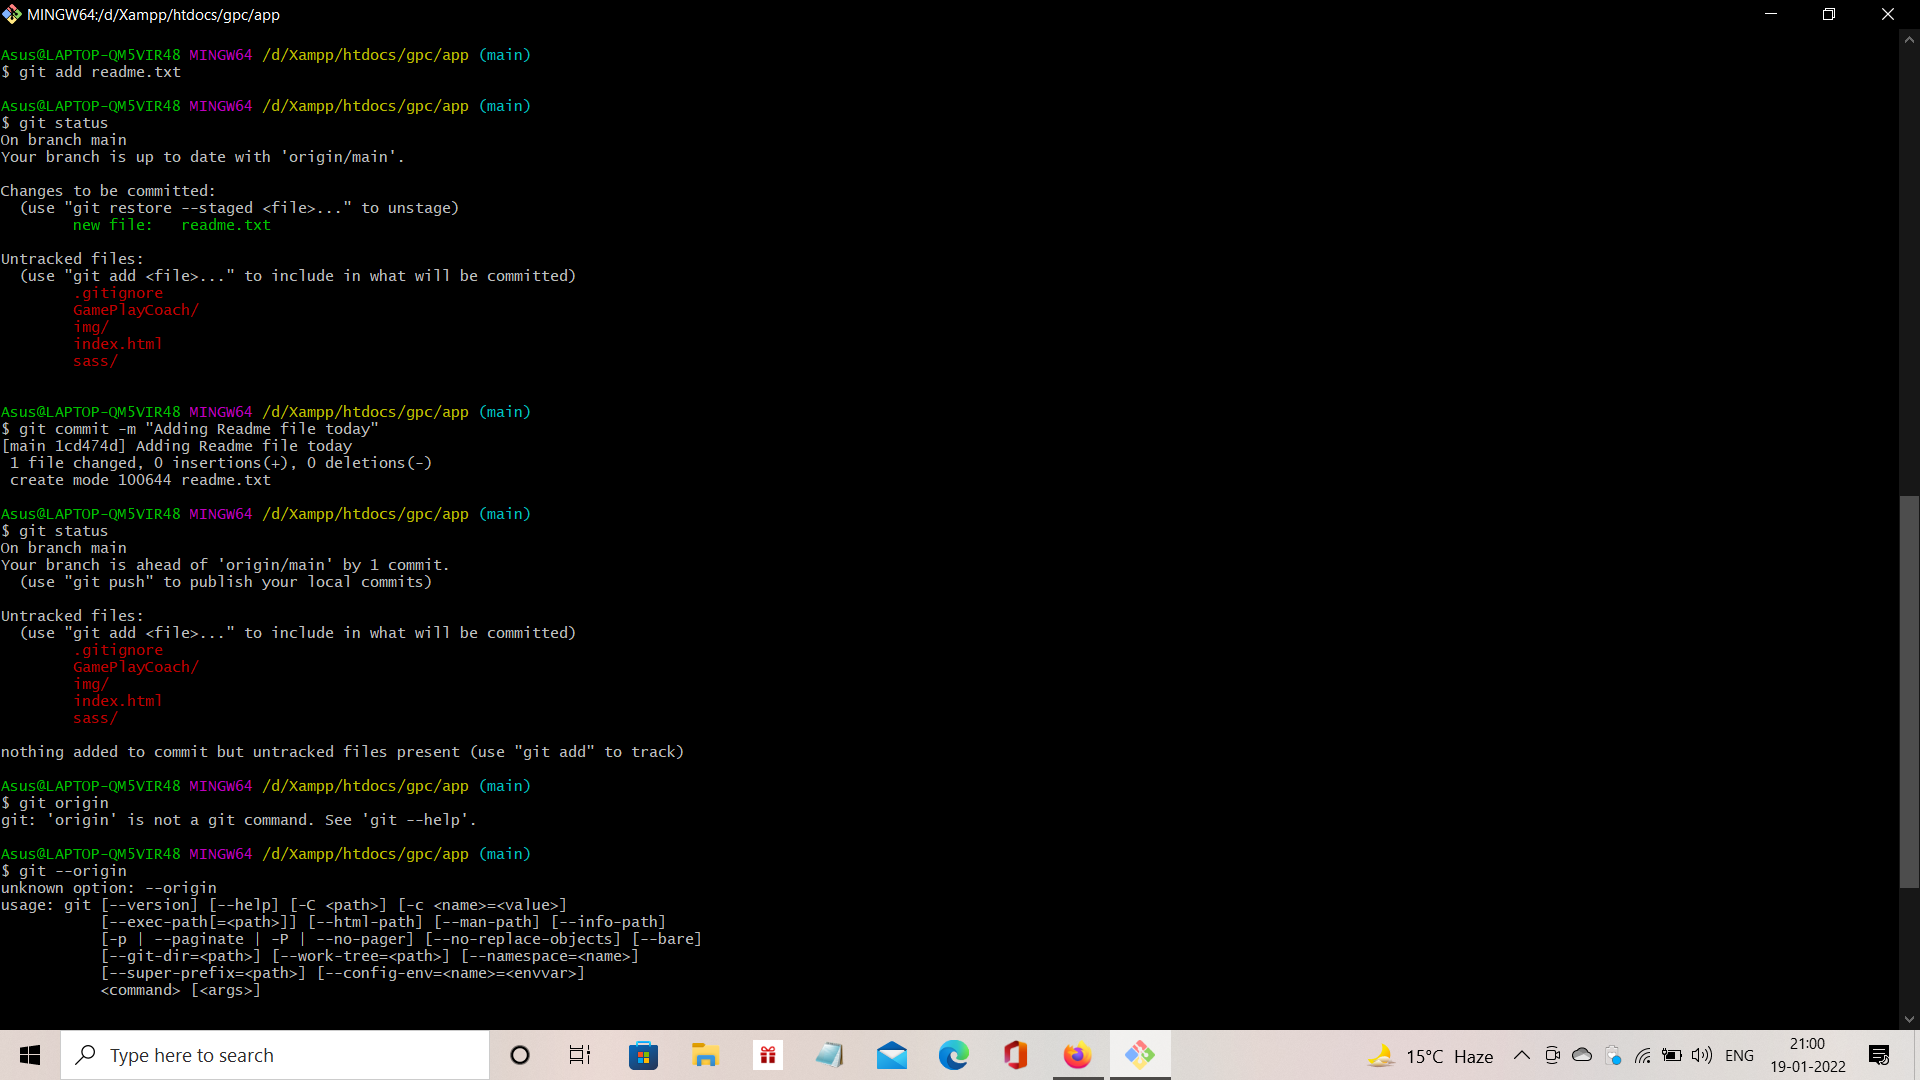 MINGW64:/d/Xampp/htdocs/gpc/app
Asus@LAPTOP-QM5VIR48 MINGW64 /d/Xampp/htdocs/gpc/app (main)
$ git add readme.txt
Asus@LAPTOP-QM5VIR48 MINGW64 /d/Xampp/htdocs/gpc/app (main)
$ git status
On branch main
Your branch is up to date with 'origin/main'.
Changes to be committed:
  (use "git restore --staged <file>..." to unstage)
        new file:   readme.txt
Untracked files:
  (use "git add <file>..." to include in what will be committed)
        .gitignore
        GamePlayCoach/
        img/
        index.html
        sass/
Asus@LAPTOP-QM5VIR48 MINGW64 /d/Xampp/htdocs/gpc/app (main)
$ git commit -m "Adding Readme file today"
[main 1cd474d] Adding Readme file today
 1 file changed, 0 insertions(+), 0 deletions(-)
 create mode 100644 readme.txt
Asus@LAPTOP-QM5VIR48 MINGW64 /d/Xampp/htdocs/gpc/app (main)
$ git status
On branch main
Your branch is ahead of 'origin/main' by 1 commit.
  (use "git push" to publish your local commits)
Untracked files:
  (use "git add <file>..." to include in what will be committed)
        .gitignore
        GamePlayCoach/
        img/
        index.html
        sass/
nothing added to commit but untracked files present (use "git add" to track)
Asus@LAPTOP-QM5VIR48 MINGW64 /d/Xampp/htdocs/gpc/app (main)
$ git origin
git: 'origin' is not a git command. See 'git --help'.
Asus@LAPTOP-QM5VIR48 MINGW64 /d/Xampp/htdocs/gpc/app (main)
$ git --origin
unknown option: --origin
usage: git [--version] [--help] [-C <path>] [-c <name>=<value>]
           [--exec-path[=<path>]] [--html-path] [--man-path] [--info-path]
           [-p | --paginate | -P | --no-pager] [--no-replace-objects] [--bare]
           [--git-dir=<path>] [--work-tree=<path>] [--namespace=<name>]
           [--super-prefix=<path>] [--config-env=<name>=<envvar>]
           <command> [<args>]
Type here to search
15°C Haze
ENG
21:00
19-01-2022